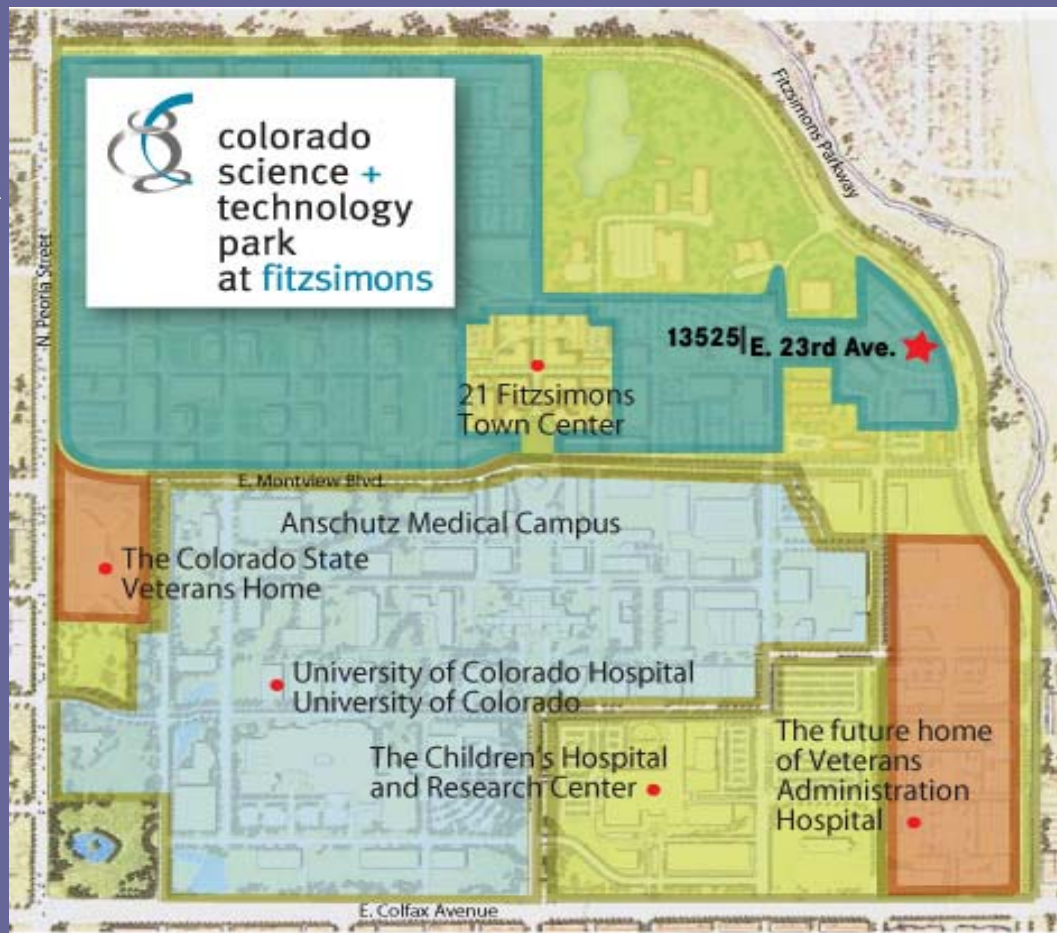 colorado
science +
technology
park
at fitzsimons
Fitzsimons Parkway
N. Peoria Street
13525 E. 23rd Ave.
21 Fitzsimons
Town Center
E. Montview Blvd.
Anschutz Medical Campus
The Colorado State
Veterans Home
University of Colorado Hospital
University of Colorado
The Children's Hospital
and Research Center
The future home
of Veterans
Administration
Hospital
E. Colfax Avenue